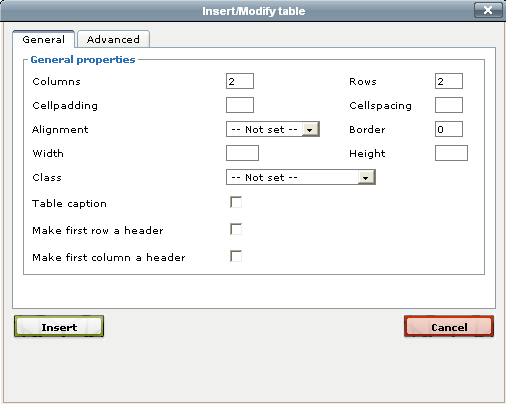 Insert/Modify table
General Advanced
General properties
Columns 2 Rows 2
Cellpadding Cellspacing
Alignment -- Not set -- Border 0
Width Height
Class -- Not set --
Table caption
Make first row a header
Make first column a header
Insert Cancel